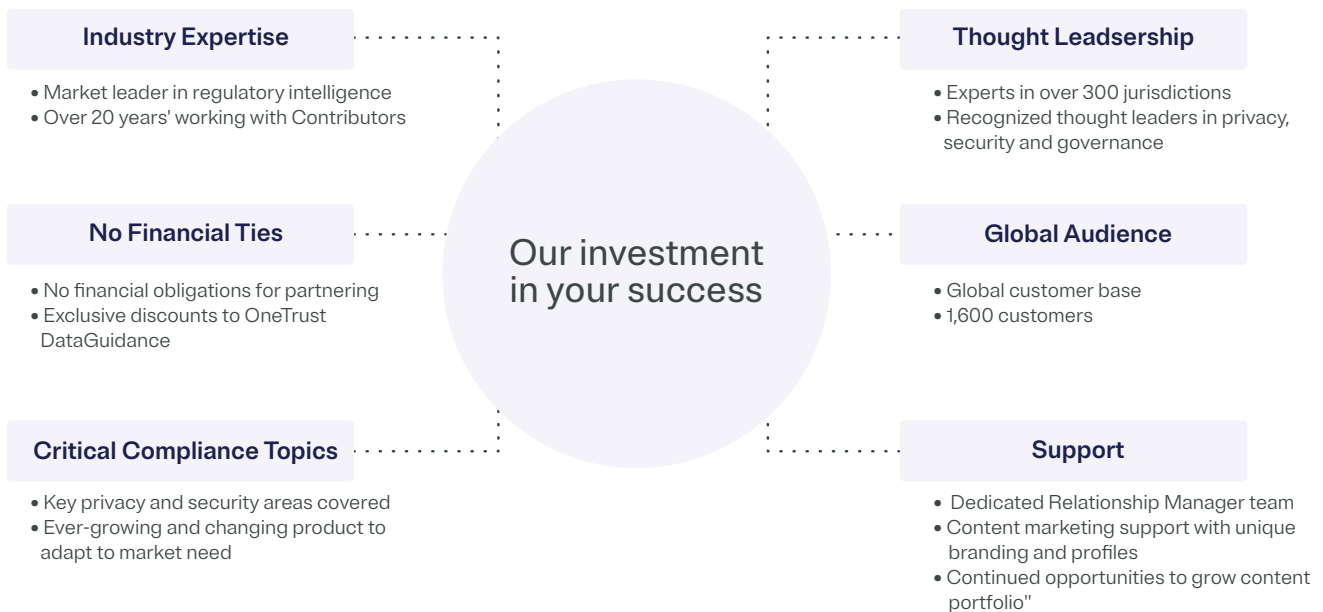 Industry Expertise
• Market leader in regulatory intelligence
• Over 20 years' working with Contributors
No Financial Ties
• No financial obligations for partnering
• Exclusive discounts to OneTrust
DataGuidance
Critical Compliance Topics
• Key privacy and security areas covered
• Ever-growing and changing product to
adapt to market need
Our investment
in your success
Thought Leadsership
• Experts in over 300 jurisdictions
• Recognized thought leaders in privacy,
security and governance
Global Audience
• Global customer base
• 1,600 customers
Support
• Dedicated Relationship Manager team
• Content marketing support with unique
branding and profiles
• Continued opportunities to grow content
portfolio"